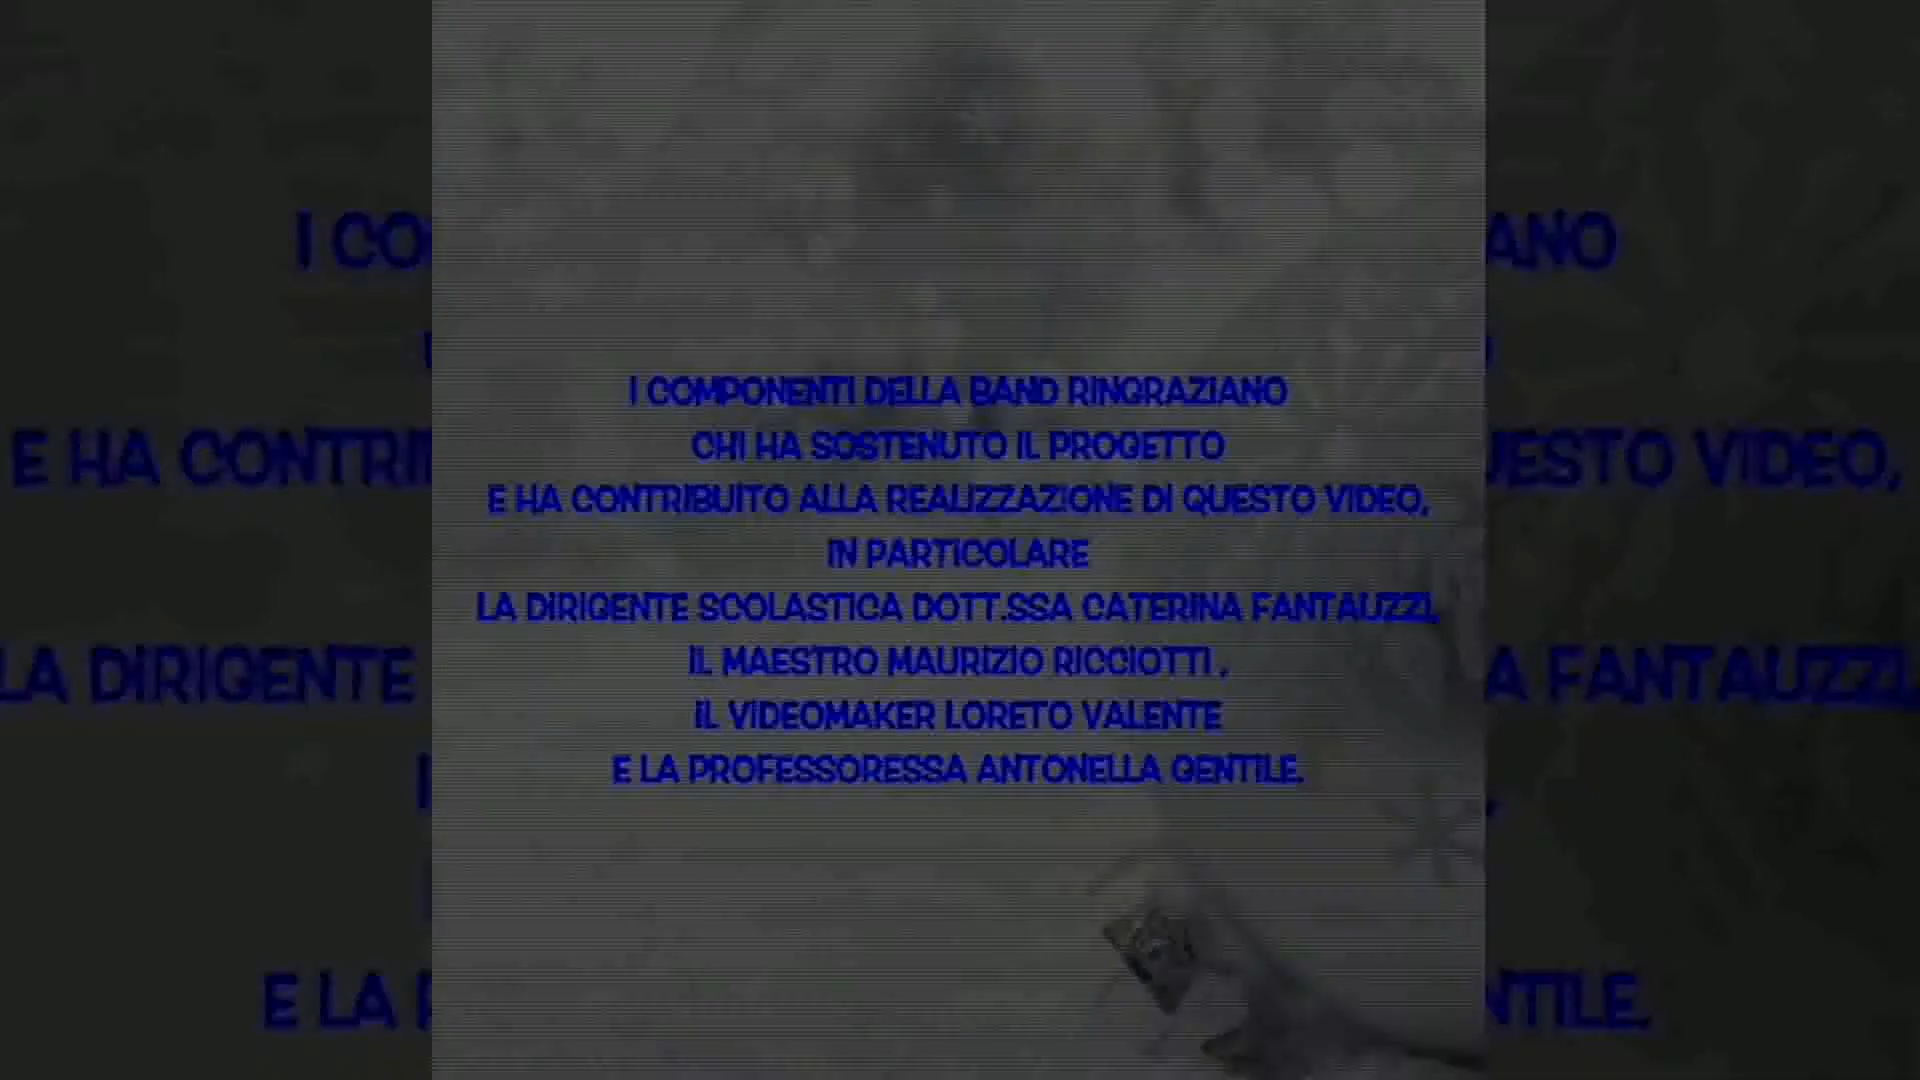 I COMPONENTI DELLA BAND RINGRAZIANO
CHI HA SOSTENUTO IL PROGETTO
E HA CONTRIBUITO ALLA REALIZZAZIONE DI QUESTO VIDEO,
IN PARTICOLARE
LA DIRIGENTE SCOLASTICA DOTT.SSA CATERINA FANTAUZZI,
IL MAESTRO MAURIZIO RICCIOTTI ,
IL VIDEOMAKER LORETO VALENTE
E LA PROFESSORESSA ANTONELLA GENTILE.